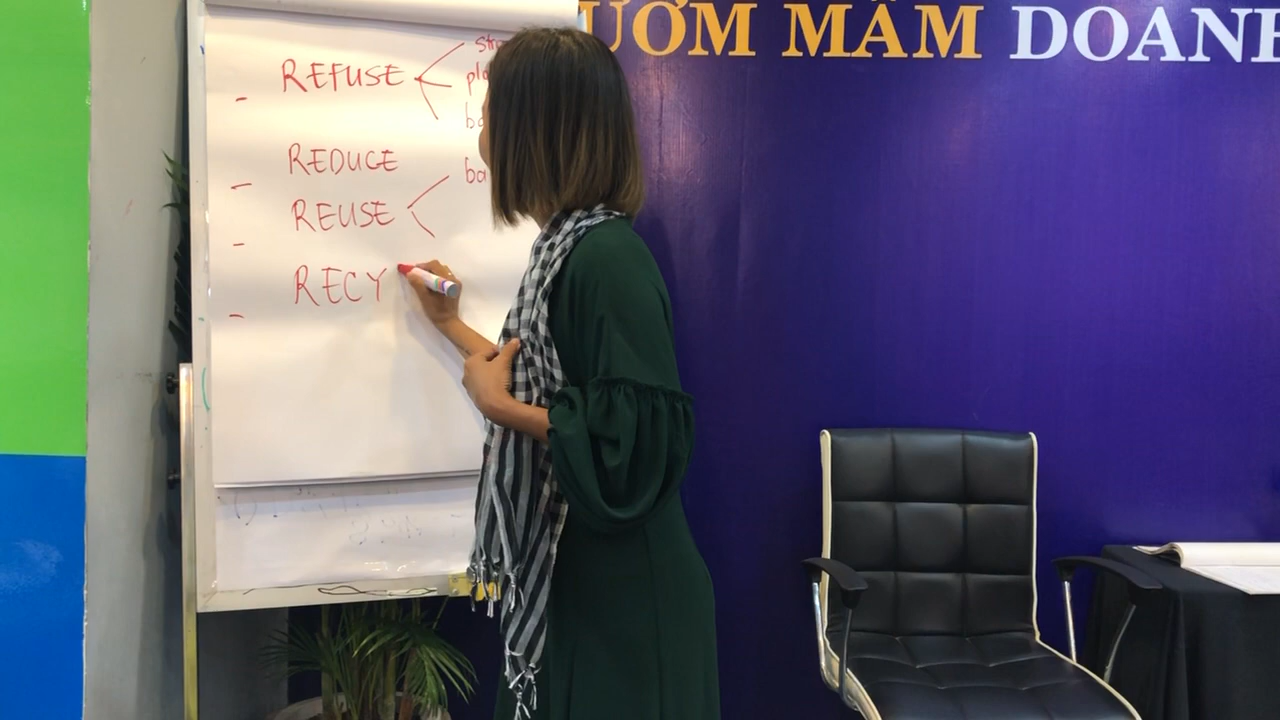 ƯƠM MẦM DOANH
REFUSE
REDUCE
REUSE
RECY